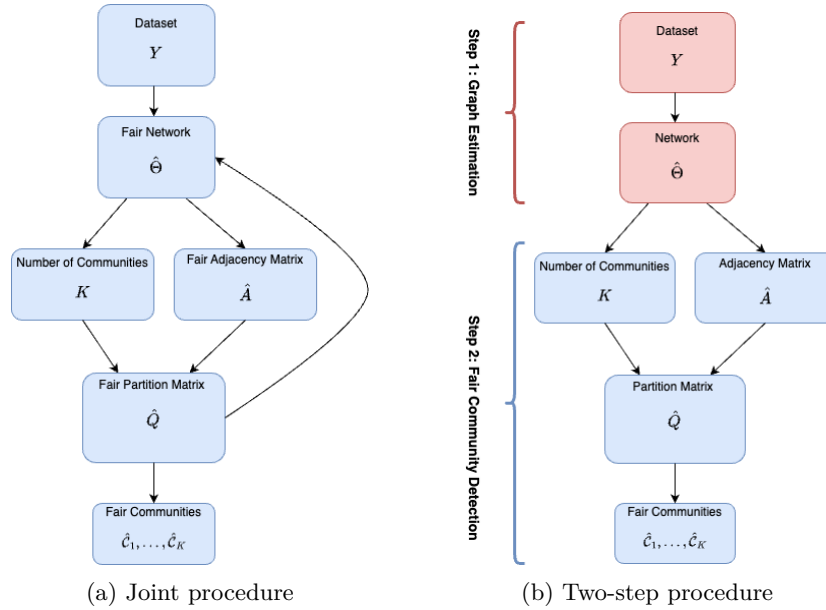 Dataset
Y
Fair Network
Θ̂
Number of Communities
K
Fair Adjacency Matrix
Â
Fair Partition Matrix
Q̂
Fair Communities
Ĉ₁, . . . , Ĉ_K
(a) Joint procedure
Step 1: Graph Estimation
Dataset
Y
Network
Θ̂
Step 2: Fair Community Detection
Number of Communities
K
Adjacency Matrix
Â
Partition Matrix
Q̂
Fair Communities
Ĉ₁, . . . , Ĉ_K
(b) Two-step procedure